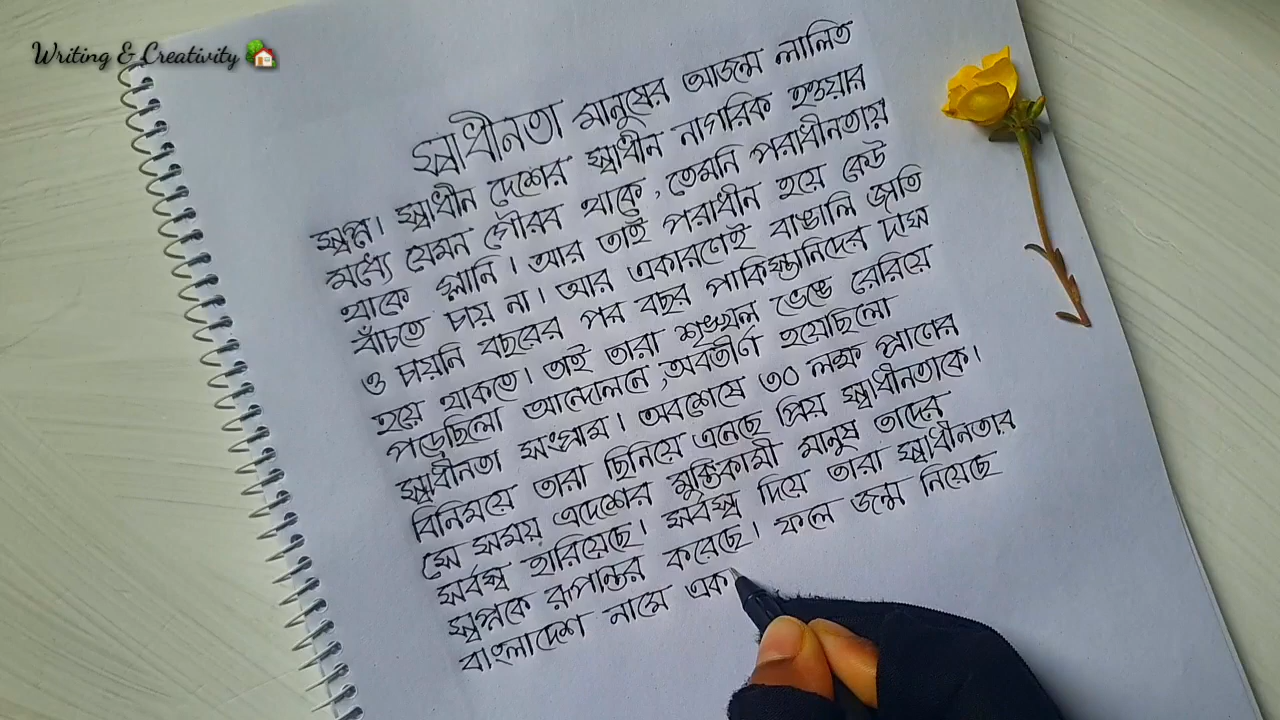 Writing & Creativity
স্বাধীনতা মানুষের আজন্ম লালিত
স্বপ্ন। স্বাধীন দেশের স্বাধীন নাগরিক হওয়ার
মধ্যে যেমন গৌরব থাকে, তেমনি পরাধীনতায়
থাকে গ্লানি। আর তাই পরাধীন হয়ে কেউ
বাঁচতে চায় না। আর একারণেই বাঙালি জাতি
ও চায়নি বছরের পর বছর পাকিস্তানিদের দাস
হয়ে থাকতে। তাই তারা শৃঙ্খল ভেঙে বেরিয়ে
পড়েছিলো আন্দোলনে, অবতীর্ণ হয়েছিলো
স্বাধীনতা সংগ্রাম। অবশেষে ৩০ লক্ষ প্রাণের
বিনিময়ে তারা ছিনিয়ে এনেছে প্রিয় স্বাধীনতাকে।
সে সময় এদেশের মুক্তিকামী মানুষ তাদের
সর্বস্ব হারিয়েছে। সর্বস্ব দিয়ে তারা স্বাধীনতার
স্বপ্নকে রূপান্তর করেছে। ফলে জন্ম নিয়েছে
বাংলাদেশ নামে এক